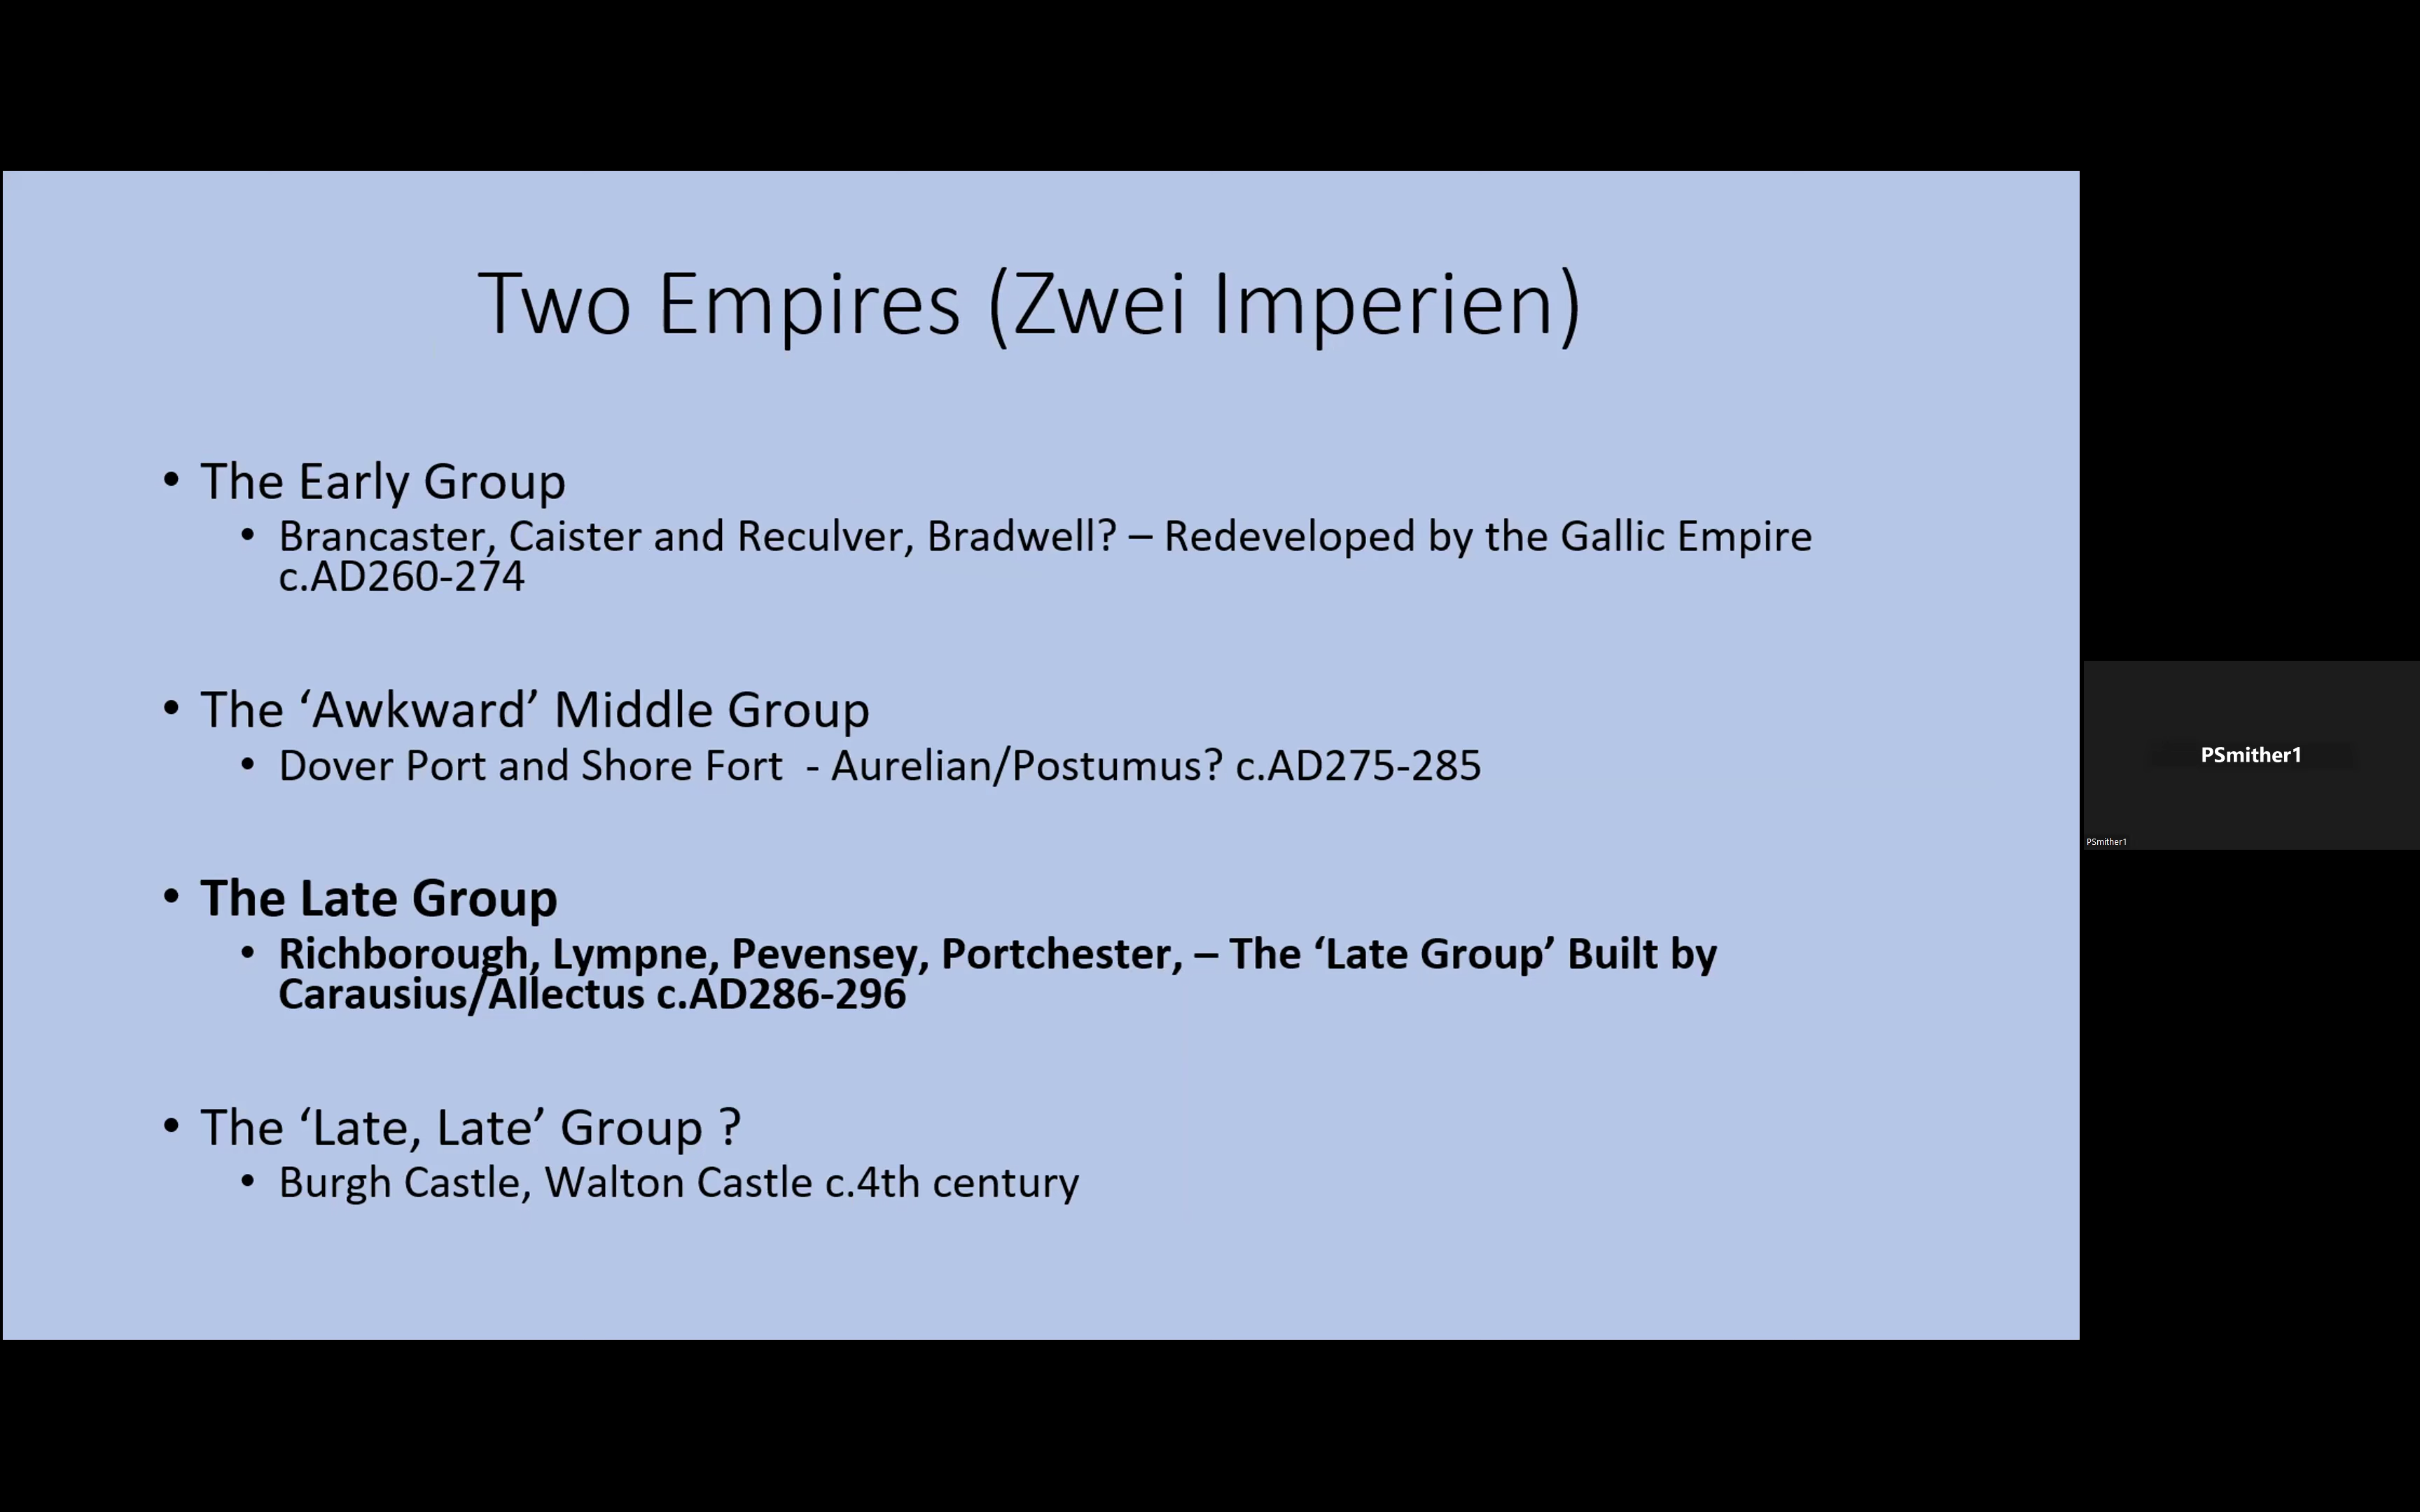 Two Empires (Zwei Imperien)
• The Early Group
• Brancaster, Caister and Reculver, Bradwell? – Redeveloped by the Gallic Empire
c.AD260-274
• The ‘Awkward’ Middle Group
• Dover Port and Shore Fort - Aurelian/Postumus? c.AD275-285
• The Late Group
• Richborough, Lympne, Pevensey, Portchester, – The ‘Late Group’ Built by
Carausius/Allectus c.AD286-296
• The ‘Late, Late’ Group ?
• Burgh Castle, Walton Castle c.4th century
PSmither1
PSmither1